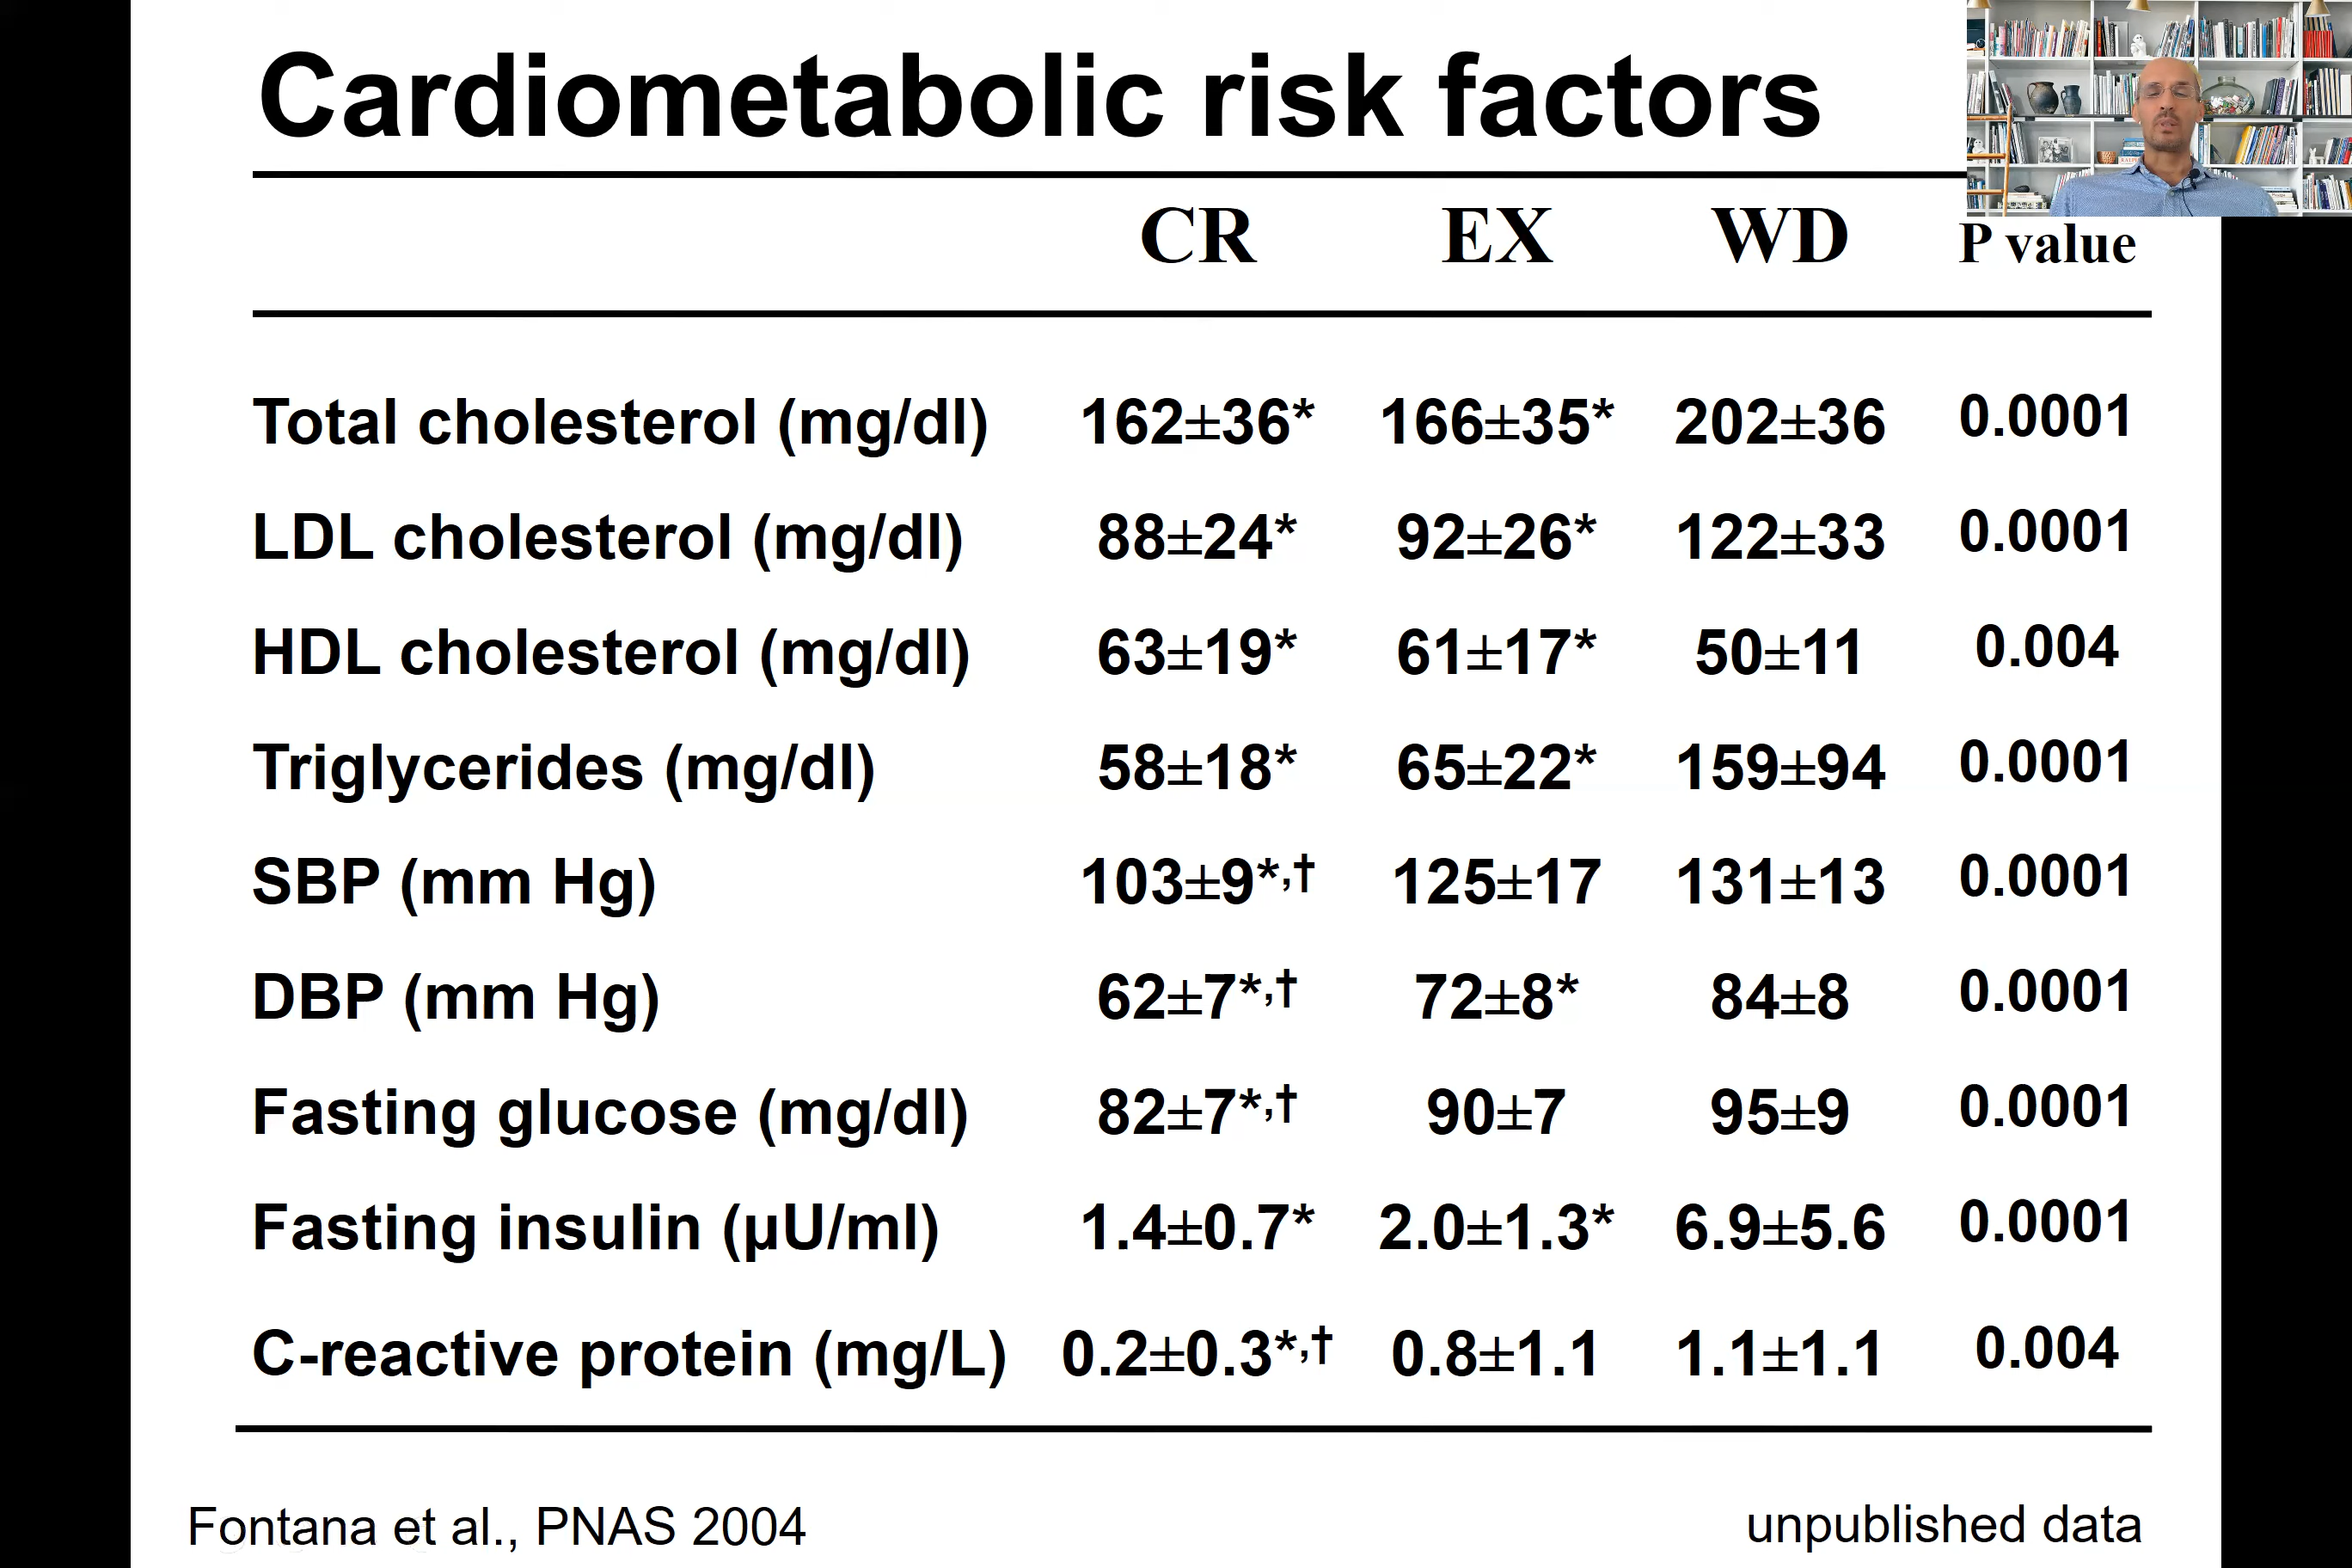 Cardiometabolic risk factors
CR EX WD P value
Total cholesterol (mg/dl) 162±36* 166±35* 202±36 0.0001
LDL cholesterol (mg/dl) 88±24* 92±26* 122±33 0.0001
HDL cholesterol (mg/dl) 63±19* 61±17* 50±11 0.004
Triglycerides (mg/dl) 58±18* 65±22* 159±94 0.0001
SBP (mm Hg) 103±9*,† 125±17 131±13 0.0001
DBP (mm Hg) 62±7*,† 72±8* 84±8 0.0001
Fasting glucose (mg/dl) 82±7*,† 90±7 95±9 0.0001
Fasting insulin (µU/ml) 1.4±0.7* 2.0±1.3* 6.9±5.6 0.0001
C-reactive protein (mg/L) 0.2±0.3*,† 0.8±1.1 1.1±1.1 0.004
Fontana et al., PNAS 2004 unpublished data